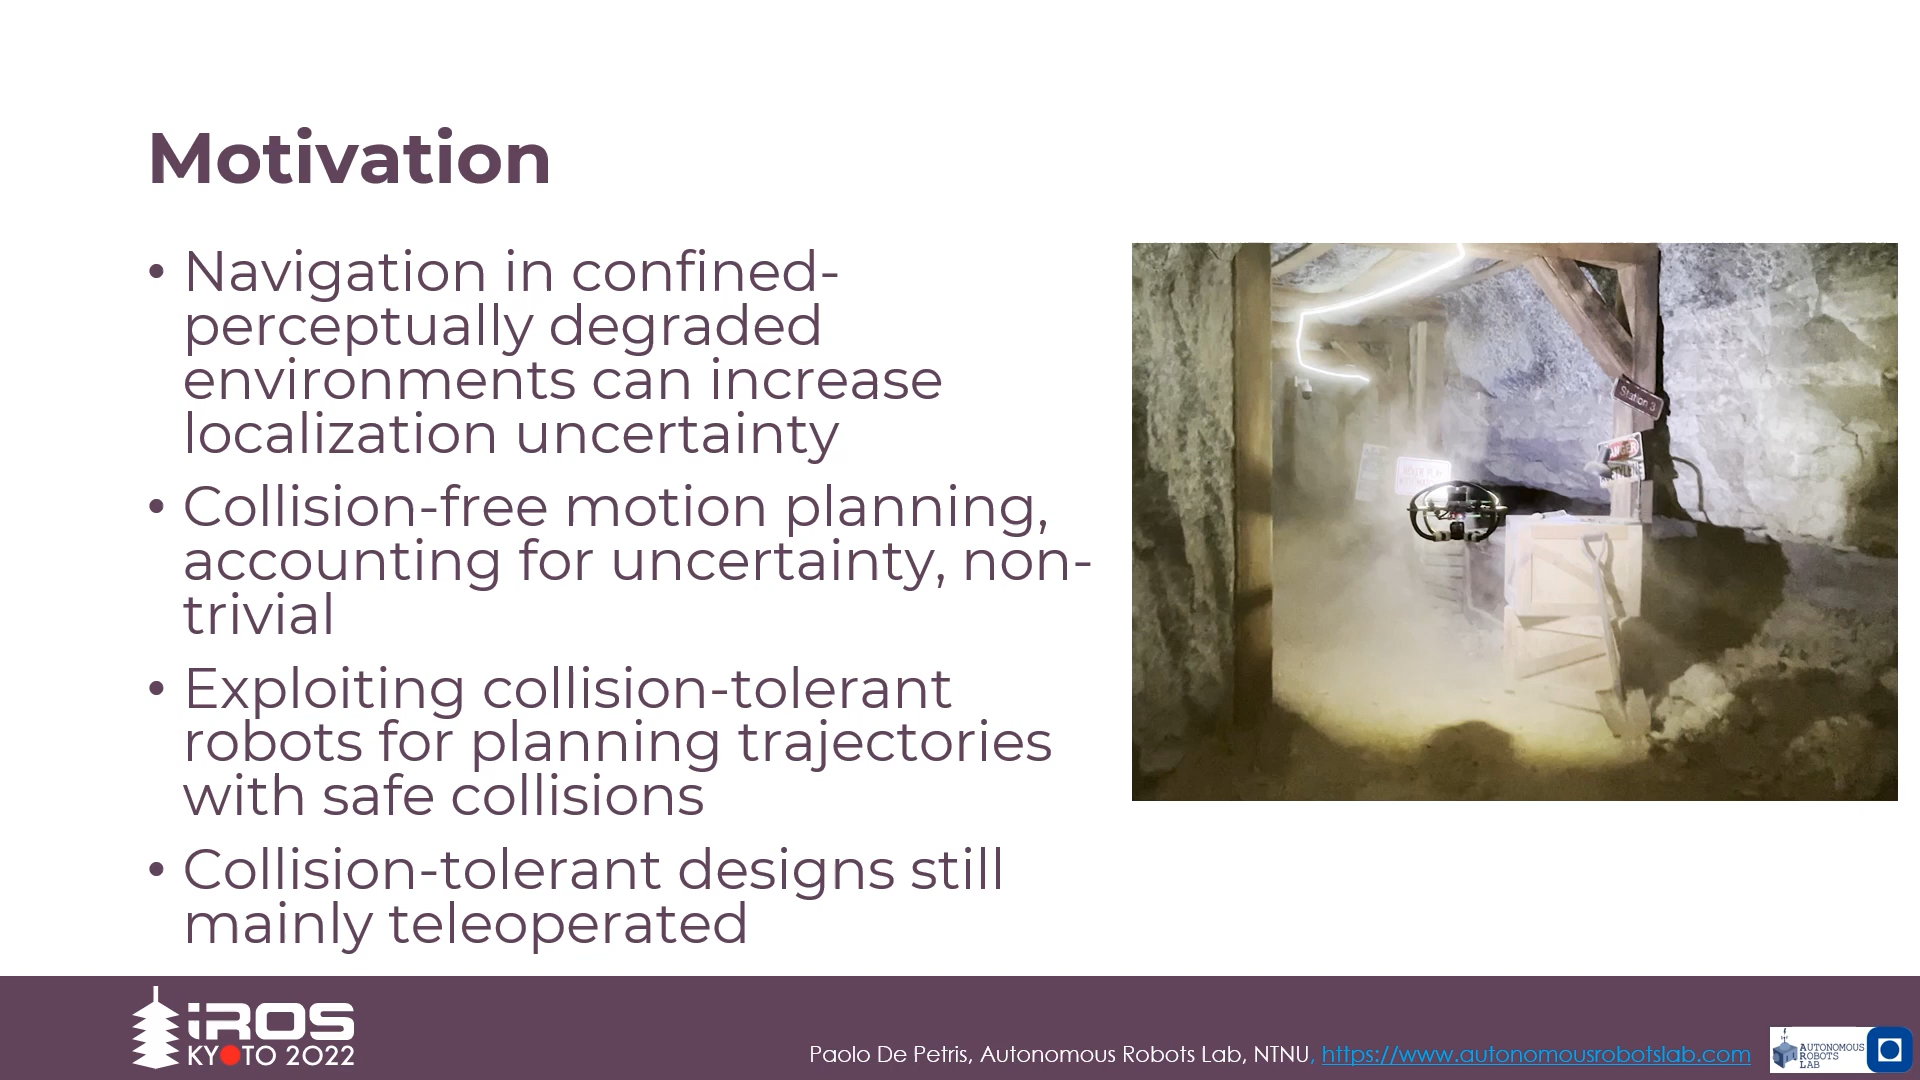 Motivation
• Navigation in confined-
perceptually degraded
environments can increase
localization uncertainty
• Collision-free motion planning,
accounting for uncertainty, non-
trivial
• Exploiting collision-tolerant
robots for planning trajectories
with safe collisions
• Collision-tolerant designs still
mainly teleoperated
Station 3
iROS
KYOTO 2022
Paolo De Petris, Autonomous Robots Lab, NTNU, https://www.autonomousrobotslab.com
AUTONOMOUS
ROBOTS
LAB